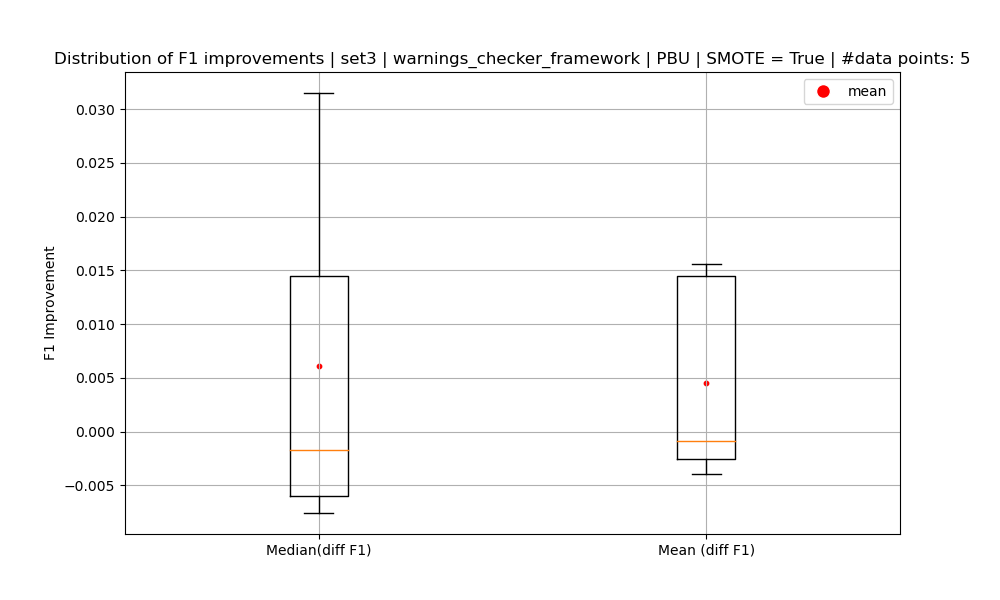 Distribution of F1 improvements | set3 | warnings_checker_framework | PBU | SMOTE = True | #data points: 5
mean
F1 Improvement
0.030
0.025
0.020
0.015
0.010
0.005
0.000
−0.005
Median(diff F1)
Mean (diff F1)